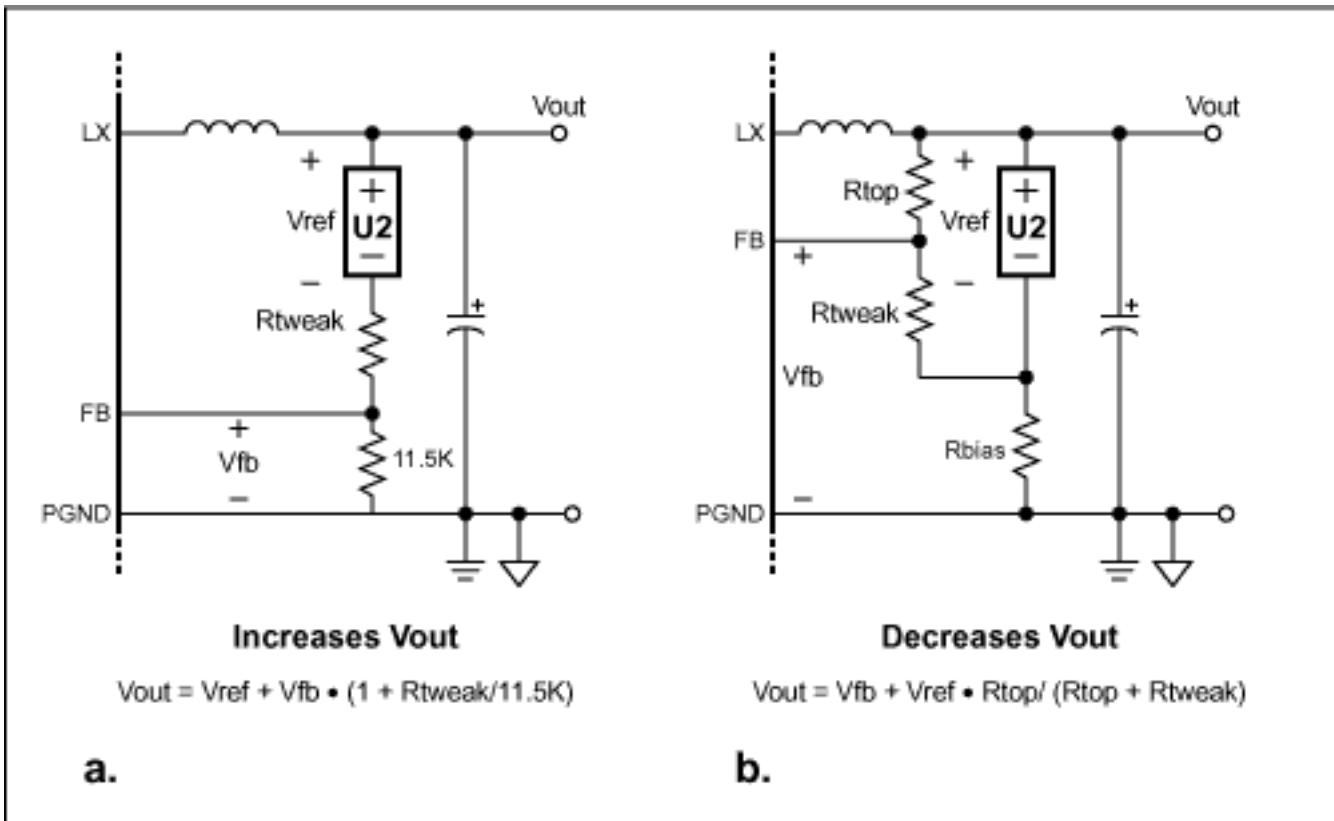 Vout
LX
+
+
Vref
U2
−
−
+
Rtweak
FB
+
Vfb
11.5K
−
PGND
Increases Vout
Vout = Vref + Vfb • (1 + Rtweak/11.5K)
a.
Vout
LX
Rtop
+
+
Vref
U2
−
FB
+
−
+
Rtweak
Vfb
Rbias
−
PGND
Decreases Vout
Vout = Vfb + Vref • Rtop/ (Rtop + Rtweak)
b.